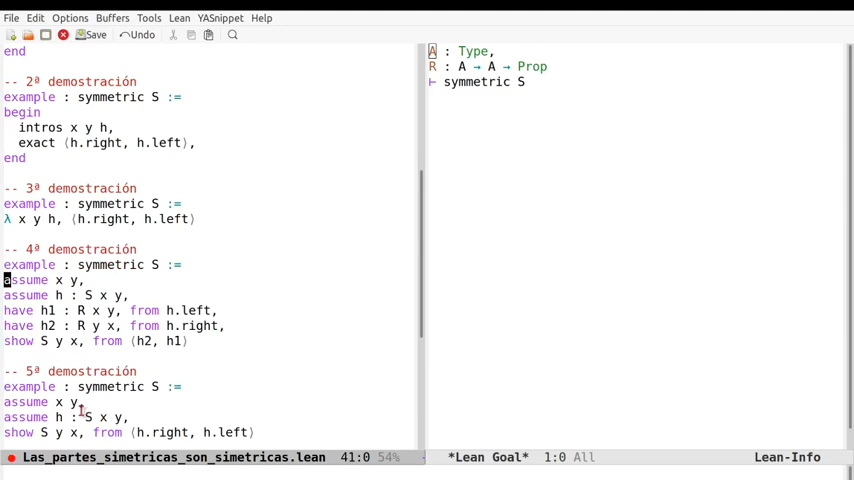 File Edit Options Buffers Tools Lean YASnippet Help
Save Undo
end
-- 2ª demostración
example : symmetric S :=
begin
  intros x y h,
  exact ⟨h.right, h.left⟩,
end
-- 3ª demostración
example : symmetric S :=
λ x y h, ⟨h.right, h.left⟩
-- 4ª demostración
example : symmetric S :=
assume x y,
assume h : S x y,
have h1 : R x y, from h.left,
have h2 : R y x, from h.right,
show S y x, from ⟨h2, h1⟩
-- 5ª demostración
example : symmetric S :=
assume x y,
assume h : S x y,
show S y x, from ⟨h.right, h.left⟩
Las_partes_simetricas_son_simetricas.lean 41:0 54%
A : Type,
R : A → A → Prop
⊢ symmetric S
*Lean Goal* 1:0 All Lean-Info